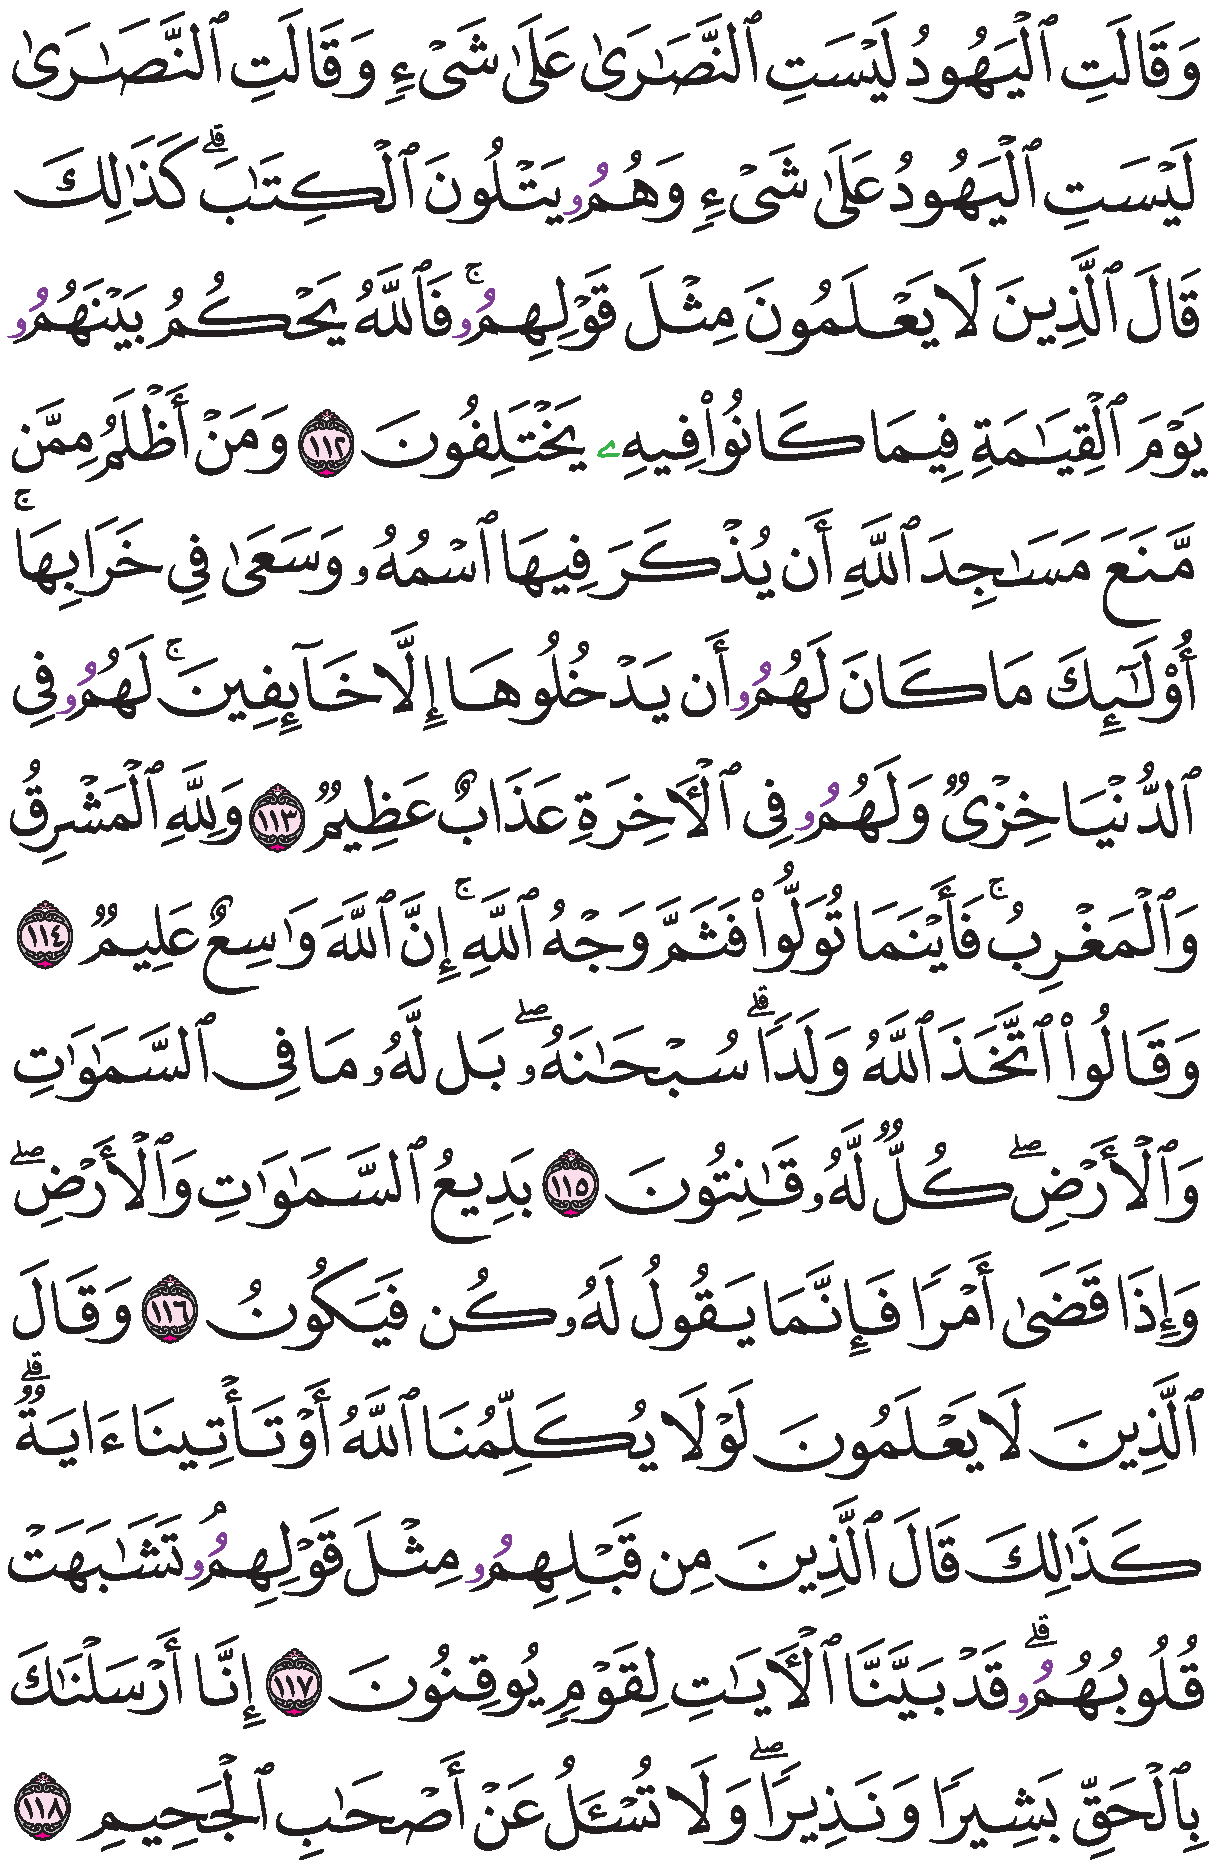 وَقَالَتِ ٱلْيَهُودُ لَيْسَتِ ٱلنَّصَٰرَىٰ عَلَىٰ شَىْءٍ وَقَالَتِ ٱلنَّصَٰرَىٰ
لَيْسَتِ ٱلْيَهُودُ عَلَىٰ شَىْءٍ وَهُمُۥ يَتْلُونَ ٱلْكِتَٰبَۗ كَذَٰلِكَ
قَالَ ٱلَّذِينَ لَا يَعْلَمُونَ مِثْلَ قَوْلِهِمُۥۚ فَٱللَّهُ يَحْكُمُ بَيْنَهُمُۥ
يَوْمَ ٱلْقِيَٰمَةِ فِيمَا كَانُوا۟ فِيهِۦ يَخْتَلِفُونَ ١١٢ وَمَنْ أَظْلَمُ مِمَّن
مَّنَعَ مَسَٰجِدَ ٱللَّهِ أَن يُذْكَرَ فِيهَا ٱسْمُهُۥ وَسَعَىٰ فِى خَرَابِهَاۚ
أُو۟لَٰٓئِكَ مَا كَانَ لَهُمُۥ أَن يَدْخُلُوهَا إِلَّا خَآئِفِينَۚ لَهُمُۥ فِى
ٱلدُّنْيَا خِزْىٌ وَلَهُمُۥ فِى ٱلْأٓخِرَةِ عَذَابٌ عَظِيمٌ ١١٣ وَلِلَّهِ ٱلْمَشْرِقُ
وَٱلْمَغْرِبُۚ فَأَيْنَمَا تُوَلُّوا۟ فَثَمَّ وَجْهُ ٱللَّهِۚ إِنَّ ٱللَّهَ وَٰسِعٌ عَلِيمٌ ١١٤
وَقَالُوا۟ ٱتَّخَذَ ٱللَّهُ وَلَدًاۗ سُبْحَٰنَهُۥۖ بَل لَّهُۥ مَا فِى ٱلسَّمَٰوَٰتِ
وَٱلْأَرْضِۖ كُلٌّ لَّهُۥ قَٰنِتُونَ ١١٥ بَدِيعُ ٱلسَّمَٰوَٰتِ وَٱلْأَرْضِۖ
وَإِذَا قَضَىٰ أَمْرًا فَإِنَّمَا يَقُولُ لَهُۥ كُن فَيَكُونُ ١١٦ وَقَالَ
ٱلَّذِينَ لَا يَعْلَمُونَ لَوْلَا يُكَلِّمُنَا ٱللَّهُ أَوْ تَأْتِينَا ءَايَةٌۗ
كَذَٰلِكَ قَالَ ٱلَّذِينَ مِن قَبْلِهِمُۥ مِثْلَ قَوْلِهِمُۥۘ تَشَٰبَهَتْ
قُلُوبُهُمُۥۗ قَدْ بَيَّنَّا ٱلْأٓيَٰتِ لِقَوْمٍ يُوقِنُونَ ١١٧ إِنَّا أَرْسَلْنَٰكَ
بِٱلْحَقِّ بَشِيرًا وَنَذِيرًاۖ وَلَا تُسْـَٔلُ عَنْ أَصْحَٰبِ ٱلْجَحِيمِ ١١٨